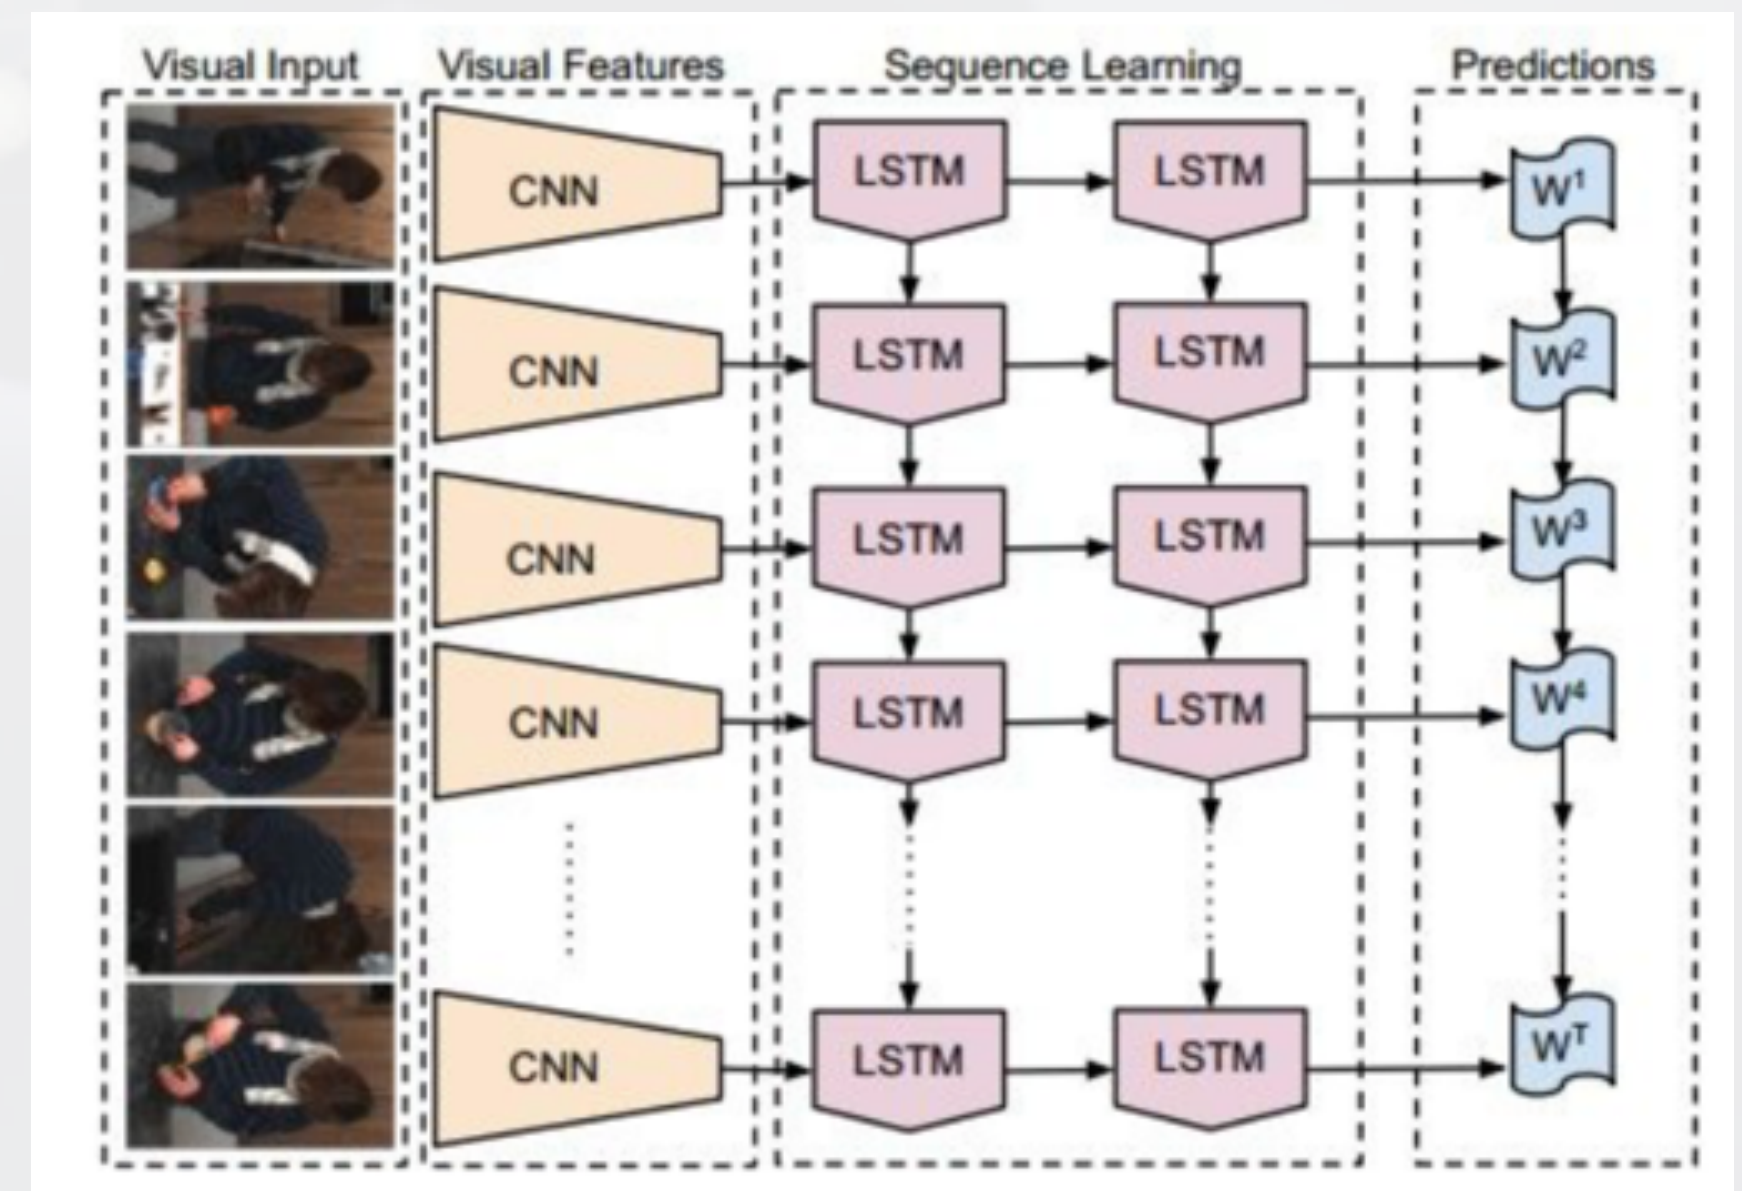 Visual Input Visual Features Sequence Learning Predictions
CNN LSTM LSTM W¹
CNN LSTM LSTM W²
CNN LSTM LSTM W³
CNN LSTM LSTM W⁴
CNN LSTM LSTM Wᵀ